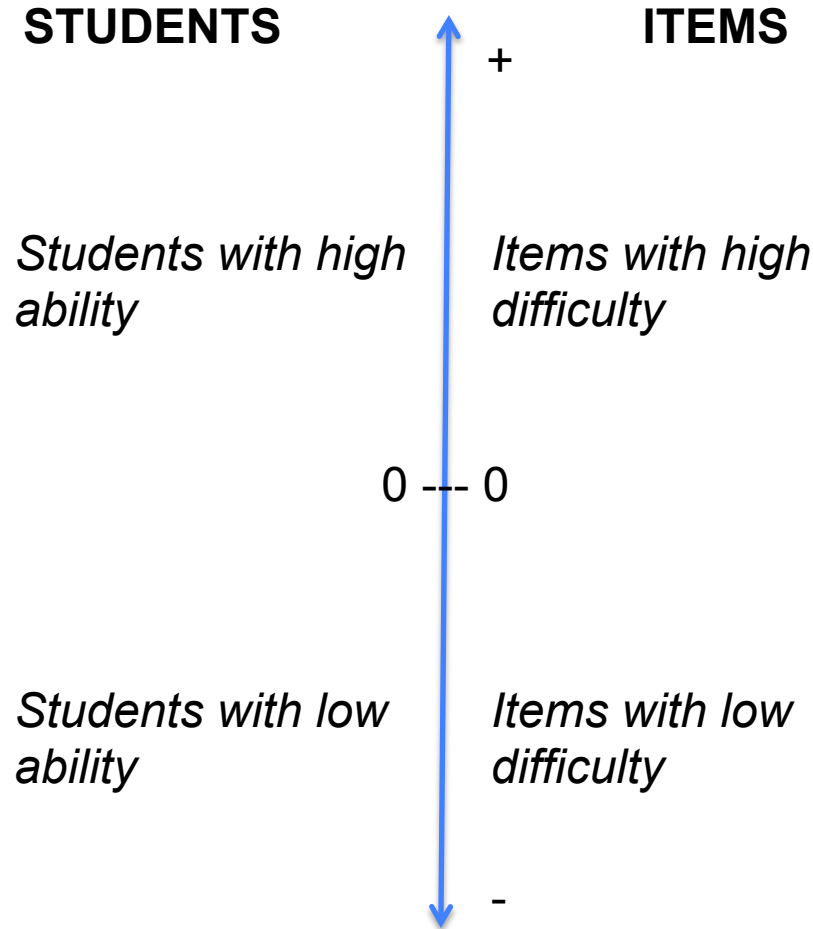 STUDENTS
ITEMS
+
Students with high
ability
Items with high
difficulty
0 --- 0
Students with low
ability
Items with low
difficulty
-